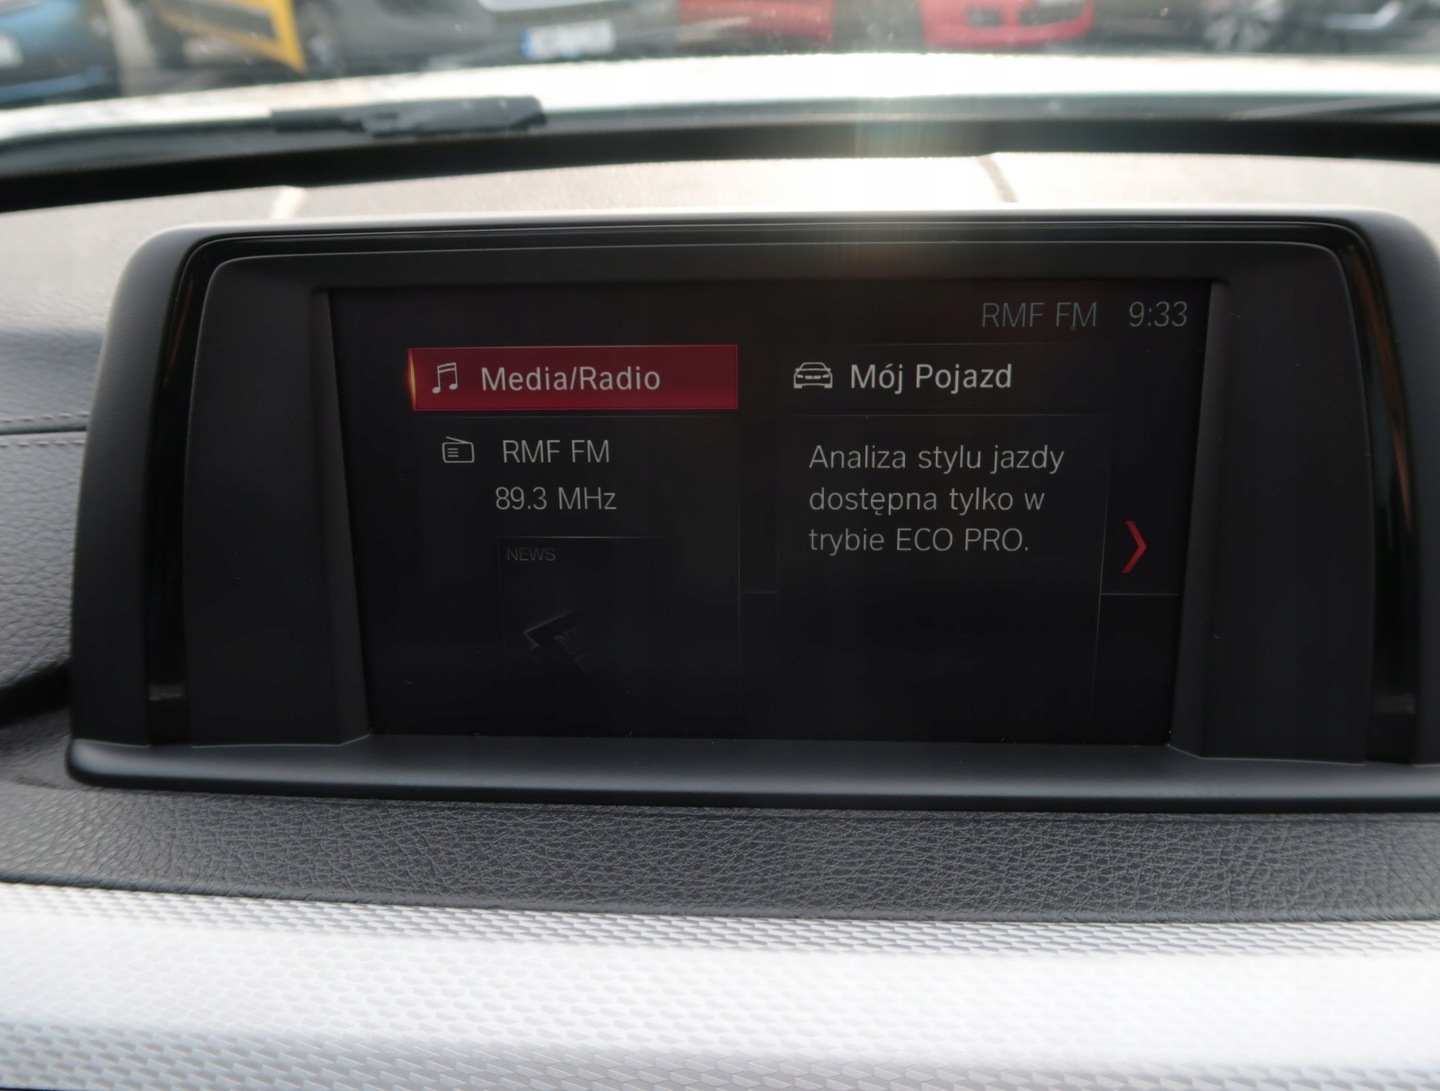 RMF FM 9:33
Media/Radio
RMF FM
89.3 MHz
NEWS
Mój Pojazd
Analiza stylu jazdy
dostępna tylko w
trybie ECO PRO.